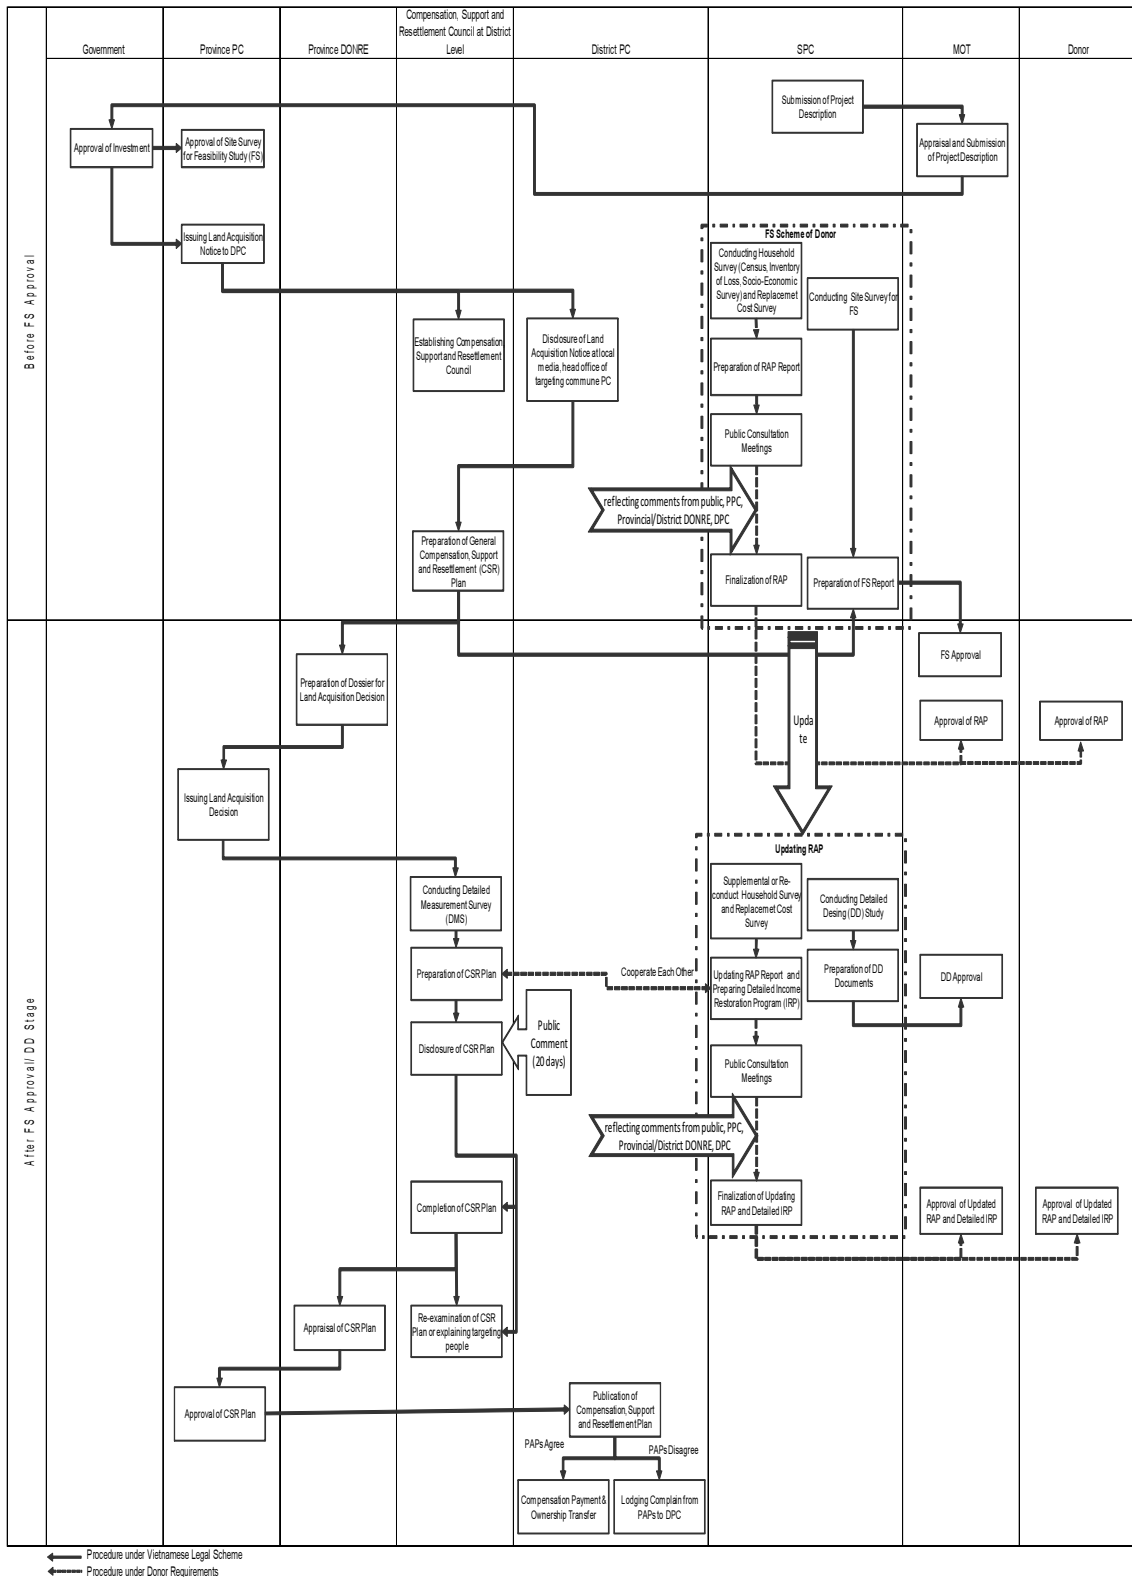 Government
Province PC
Province DONRE
Compensation, Support and
Resettlement Council at District
Level
District PC
SPC
MOT
Donor
Before FS Approval
Submission of Project
Description
Approval of Investment
Approval of Site Survey
for Feasibility Study (FS)
Appraisal and Submission
of Project Description
Issuing Land Acquisition
Notice to DPC
FS Scheme of Donor
Conducting Household
Survey (Census, Inventory
of Loss, Socio-Economic
Survey) and Replacemet
Cost Survey
Conducting Site Survey for
FS
Establishing Compensation
Support and Resettlement
Council
Disclosure of Land
Acquisition Notice at local
media, head office of
targeting commune PC
Preparation of RAP Report
Public Consultation
Meetings
reflecting comments from public, PPC,
Provincial/District DONRE, DPC
Preparation of General
Compensation, Support
and Resettlement (CSR)
Plan
Finalization of RAP
Preparation of FS Report
After FS Approval/ DD Stage
FS Approval
Preparation of Dossier for
Land Acquisition Decision
Upda
te
Approval of RAP
Approval of RAP
Issuing Land Acquisition
Decision
Updating RAP
Conducting Detailed
Measurement Survey
(DMS)
Supplemental or Re-
conduct Household Survey
and Replacemet Cost
Survey
Conducting Detailed
Desing (DD) Study
Preparation of CSR Plan
Cooperate Each Other
Updating RAP Report and
Preparing Detailed Income
Restoration Program (IRP)
Preparation of DD
Documents
DD Approval
Disclosure of CSR Plan
Public
Comment
(20 days)
Public Consultation
Meetings
reflecting comments from public, PPC,
Provincial/District DONRE, DPC
Completion of CSR Plan
Finalization of Updating
RAP and Detailed IRP
Approval of Updated
RAP and Detailed IRP
Approval of Updated
RAP and Detailed IRP
Appraisal of CSR Plan
Re-examination of CSR
Plan or explaining targeting
people
Approval of CSR Plan
Publication of
Compensation, Support
and Resettlement Plan
PAPs Agree
PAPs Disagree
Compensation Payment &
Ownership Transfer
Lodging Complain from
PAPs to DPC
Procedure under Vietnamese Legal Scheme
Procedure under Donor Requirements